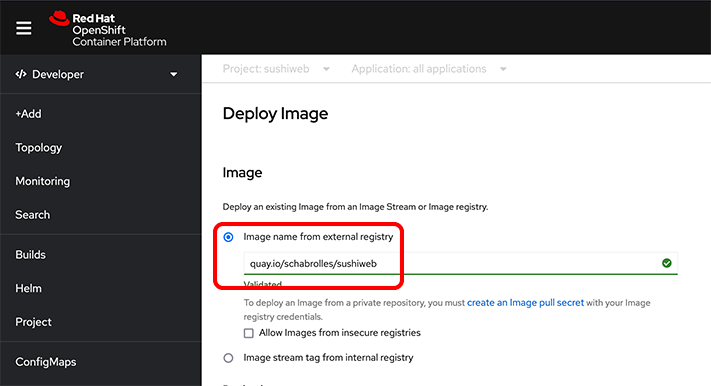 Red Hat
OpenShift
Container Platform
Developer
+Add
Topology
Monitoring
Search
Builds
Helm
Project
ConfigMaps
Project: sushiweb
Application: all applications
Deploy Image
Image
Deploy an existing Image from an Image Stream or Image registry.
Image name from external registry
quay.io/schabrolles/sushiweb
Validated
To deploy an Image from a private repository, you must create an Image pull secret with your Image
registry credentials.
Allow Images from insecure registries
Image stream tag from internal registry